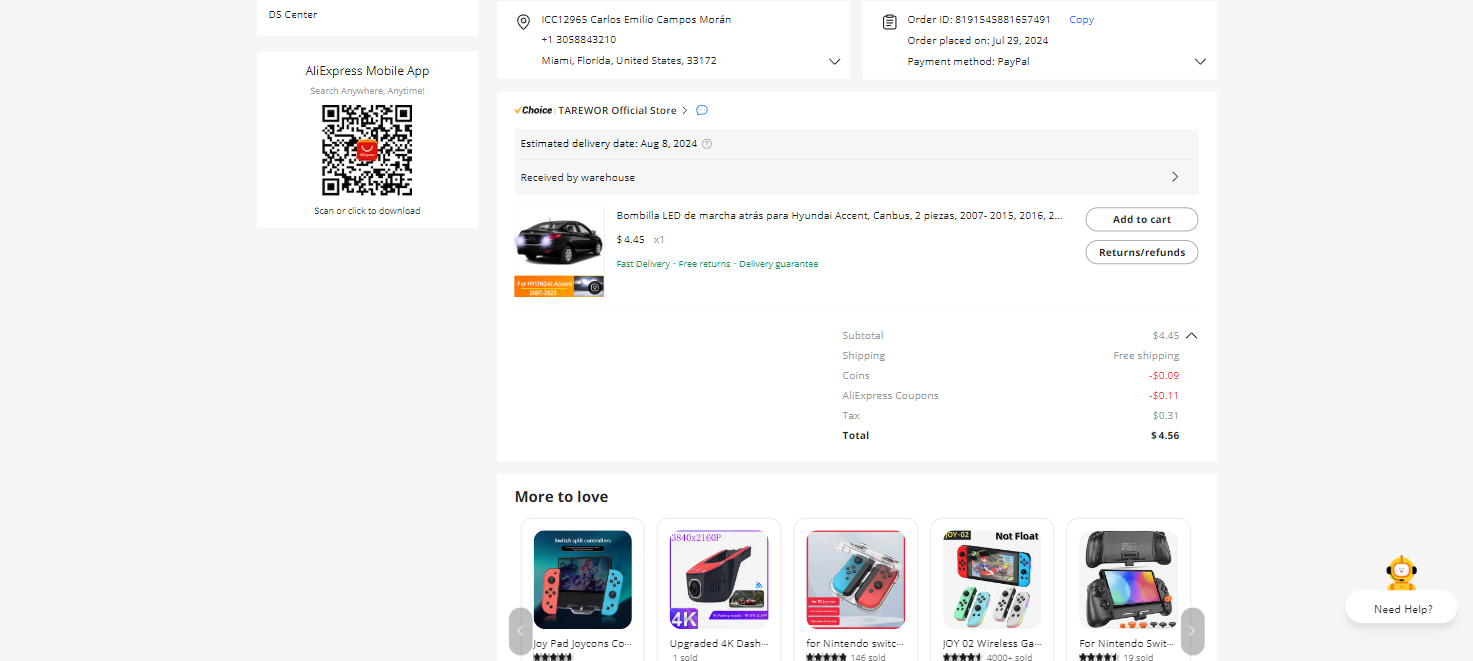 DS Center
AliExpress Mobile App
Search Anywhere, Anytime!
Scan or click to download
ICC12965 Carlos Emilio Campos Morán
+1 3058843210
Miami, Florida, United States, 33172
Order ID: 8191545881657491 Copy
Order placed on: Jul 29, 2024
Payment method: PayPal
Choice TAREWOR Official Store
Estimated delivery date: Aug 8, 2024
Received by warehouse
Bombilla LED de marcha atrás para Hyundai Accent, Canbus, 2 piezas, 2007- 2015, 2016, 2...
$4.45 x1
Fast Delivery · Free returns · Delivery guarantee
Add to cart
Returns/refunds
For HYUNDAI Accent
2007-2023
Subtotal $4.45
Shipping Free shipping
Coins -$0.09
AliExpress Coupons -$0.11
Tax $0.31
Total $4.56
More to love
Switch split controllers
3840x2160P
4K
JOY-02
Not Float
Joy Pad Joycons Co...
Upgraded 4K Dash...
1 sold
for Nintendo switc...
146 sold
JOY 02 Wireless Ga...
4000+ sold
For Nintendo Swit...
19 sold
Need Help?